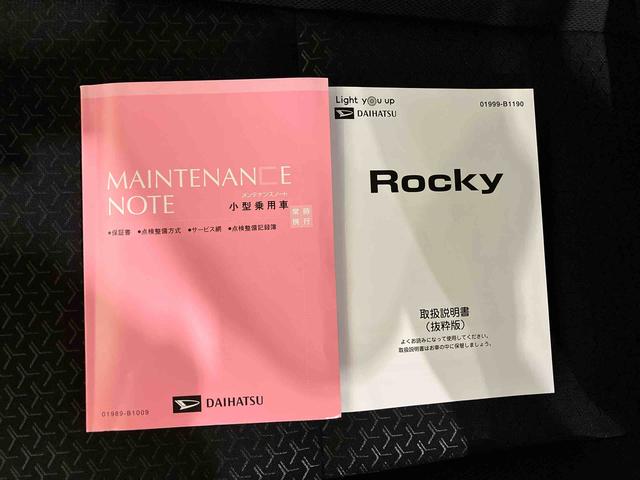 MAINTENANCE
NOTE
メンテナンスノート
小型乗用車
常時
携行
●保証書 ●点検整備方式 ●サービス網 ●点検整備記録簿
DAIHATSU
01989-B1009
Light you up
DAIHATSU
01999-B1190
Rocky
取扱説明書
(抜粋版)
よくお読みになって使用してください。
取扱説明書はお車の中に保管しましょう。